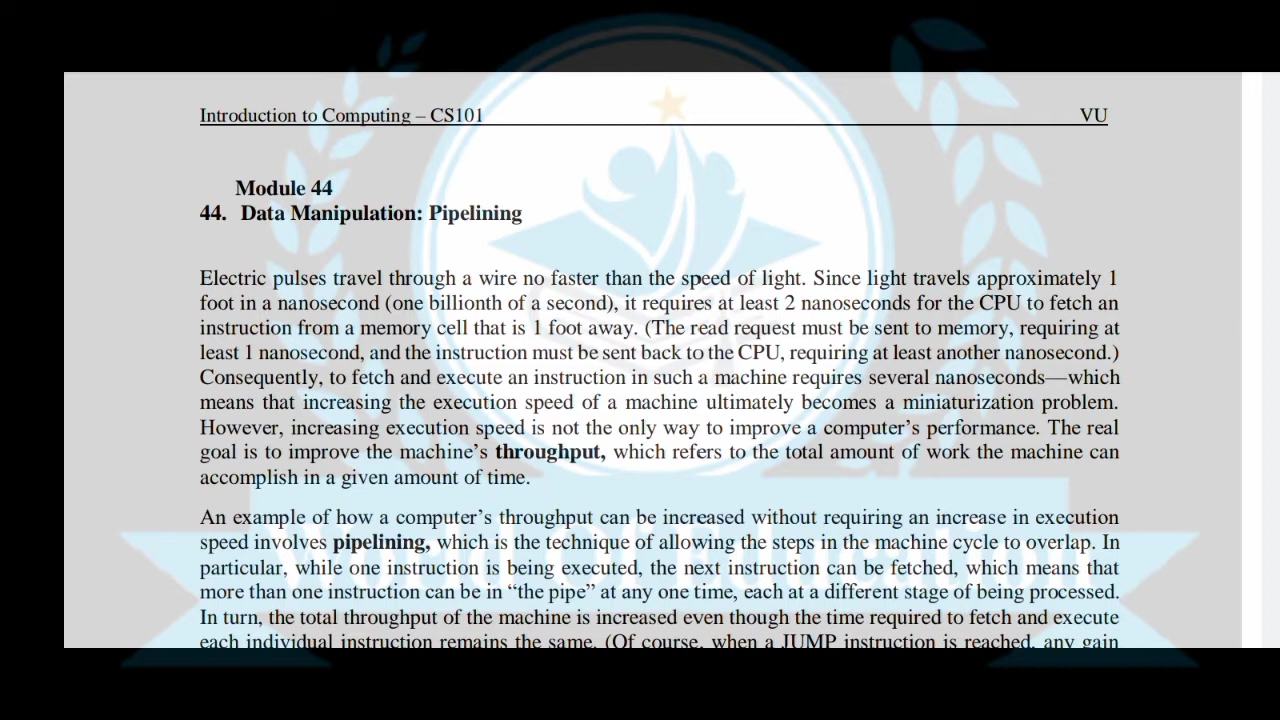 Introduction to Computing – CS101 VU
Module 44
44. Data Manipulation: Pipelining
Electric pulses travel through a wire no faster than the speed of light. Since light travels approximately 1
foot in a nanosecond (one billionth of a second), it requires at least 2 nanoseconds for the CPU to fetch an
instruction from a memory cell that is 1 foot away. (The read request must be sent to memory, requiring at
least 1 nanosecond, and the instruction must be sent back to the CPU, requiring at least another nanosecond.)
Consequently, to fetch and execute an instruction in such a machine requires several nanoseconds—which
means that increasing the execution speed of a machine ultimately becomes a miniaturization problem.
However, increasing execution speed is not the only way to improve a computer’s performance. The real
goal is to improve the machine’s throughput, which refers to the total amount of work the machine can
accomplish in a given amount of time.
An example of how a computer’s throughput can be increased without requiring an increase in execution
speed involves pipelining, which is the technique of allowing the steps in the machine cycle to overlap. In
particular, while one instruction is being executed, the next instruction can be fetched, which means that
more than one instruction can be in “the pipe” at any one time, each at a different stage of being processed.
In turn, the total throughput of the machine is increased even though the time required to fetch and execute
each individual instruction remains the same. (Of course, when a JUMP instruction is reached, any gain
World Of Education